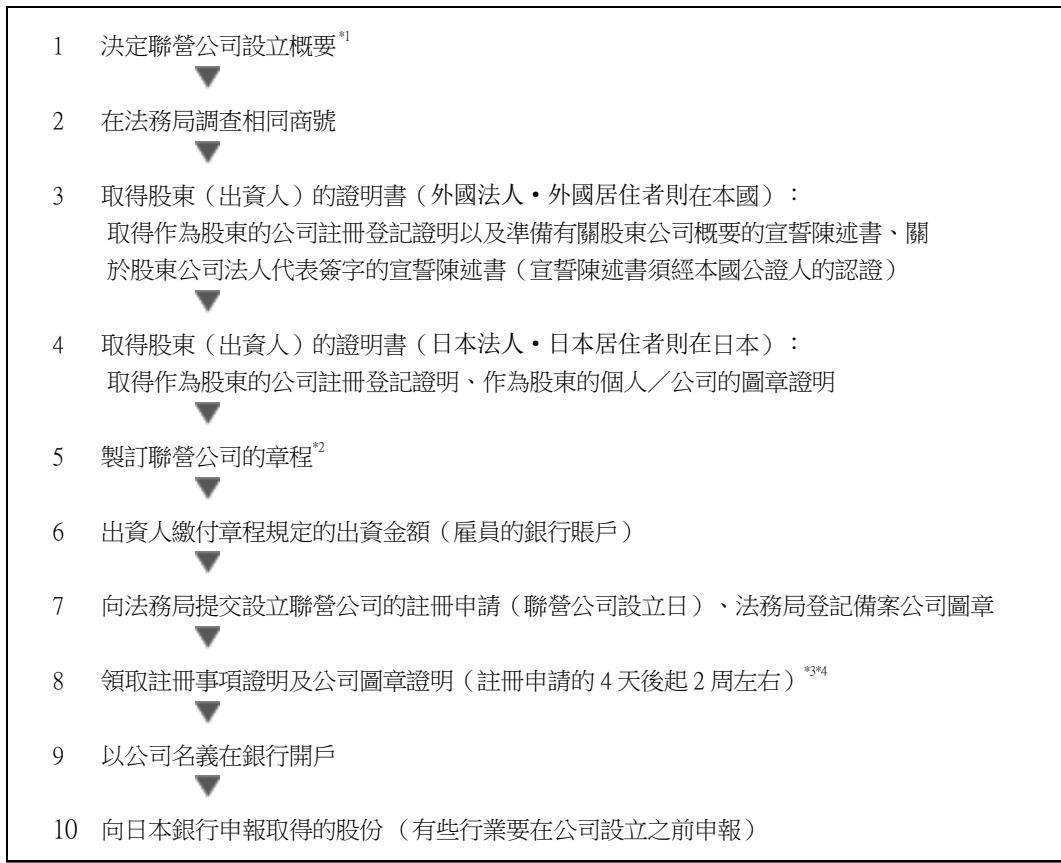 1 決定聯營公司設立概要*1
2 在法務局調查相同商號
3 取得股東（出資人）的證明書（外國法人・外國居住者則在本國）：
取得作為股東的公司註冊登記證明以及準備有關股東公司概要的宣誓陳述書、關
於股東公司法人代表簽字的宣誓陳述書（宣誓陳述書須經本國公證人的認證）
4 取得股東（出資人）的證明書（日本法人・日本居住者則在日本）：
取得作為股東的公司註冊登記證明、作為股東的個人／公司的圖章證明
5 製訂聯營公司的章程*2
6 出資人繳付章程規定的出資金額（雇員的銀行賬戶）
7 向法務局提交設立聯營公司的註冊申請（聯營公司設立日）、法務局登記備案公司圖章
8 領取註冊事項證明及公司圖章證明（註冊申請的 4 天後起 2 周左右）*3*4
9 以公司名義在銀行開戶
10 向日本銀行申報取得的股份 （有些行業要在公司設立之前申報）